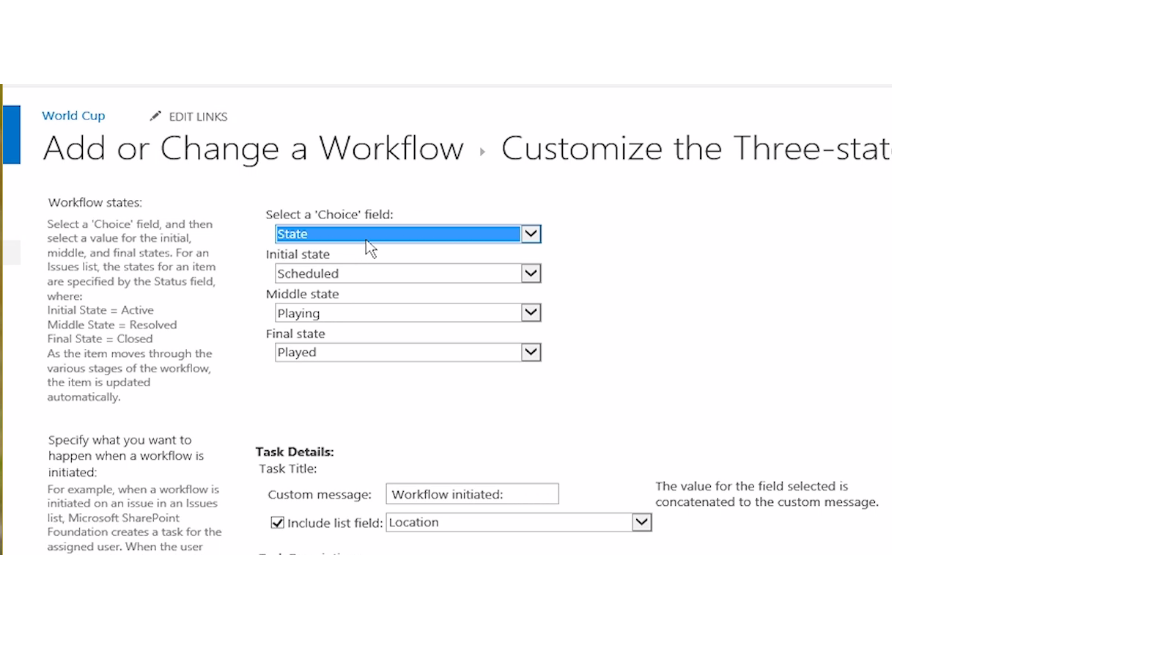 World Cup
EDIT LINKS
Add or Change a Workflow ▸ Customize the Three-stat
Workflow states:
Select a 'Choice' field, and then
select a value for the initial,
middle, and final states. For an
Issues list, the states for an item
are specified by the Status field,
where:
Initial State = Active
Middle State = Resolved
Final State = Closed
As the item moves through the
various stages of the workflow,
the item is updated
automatically.
Select a 'Choice' field:
State
Initial state
Scheduled
Middle state
Playing
Final state
Played
Specify what you want to
happen when a workflow is
initiated:
For example, when a workflow is
initiated on an issue in an Issues
list, Microsoft SharePoint
Foundation creates a task for the
assigned user. When the user
Task Details:
Task Title:
Custom message: Workflow initiated:
Include list field: Location
The value for the field selected is
concatenated to the custom message.